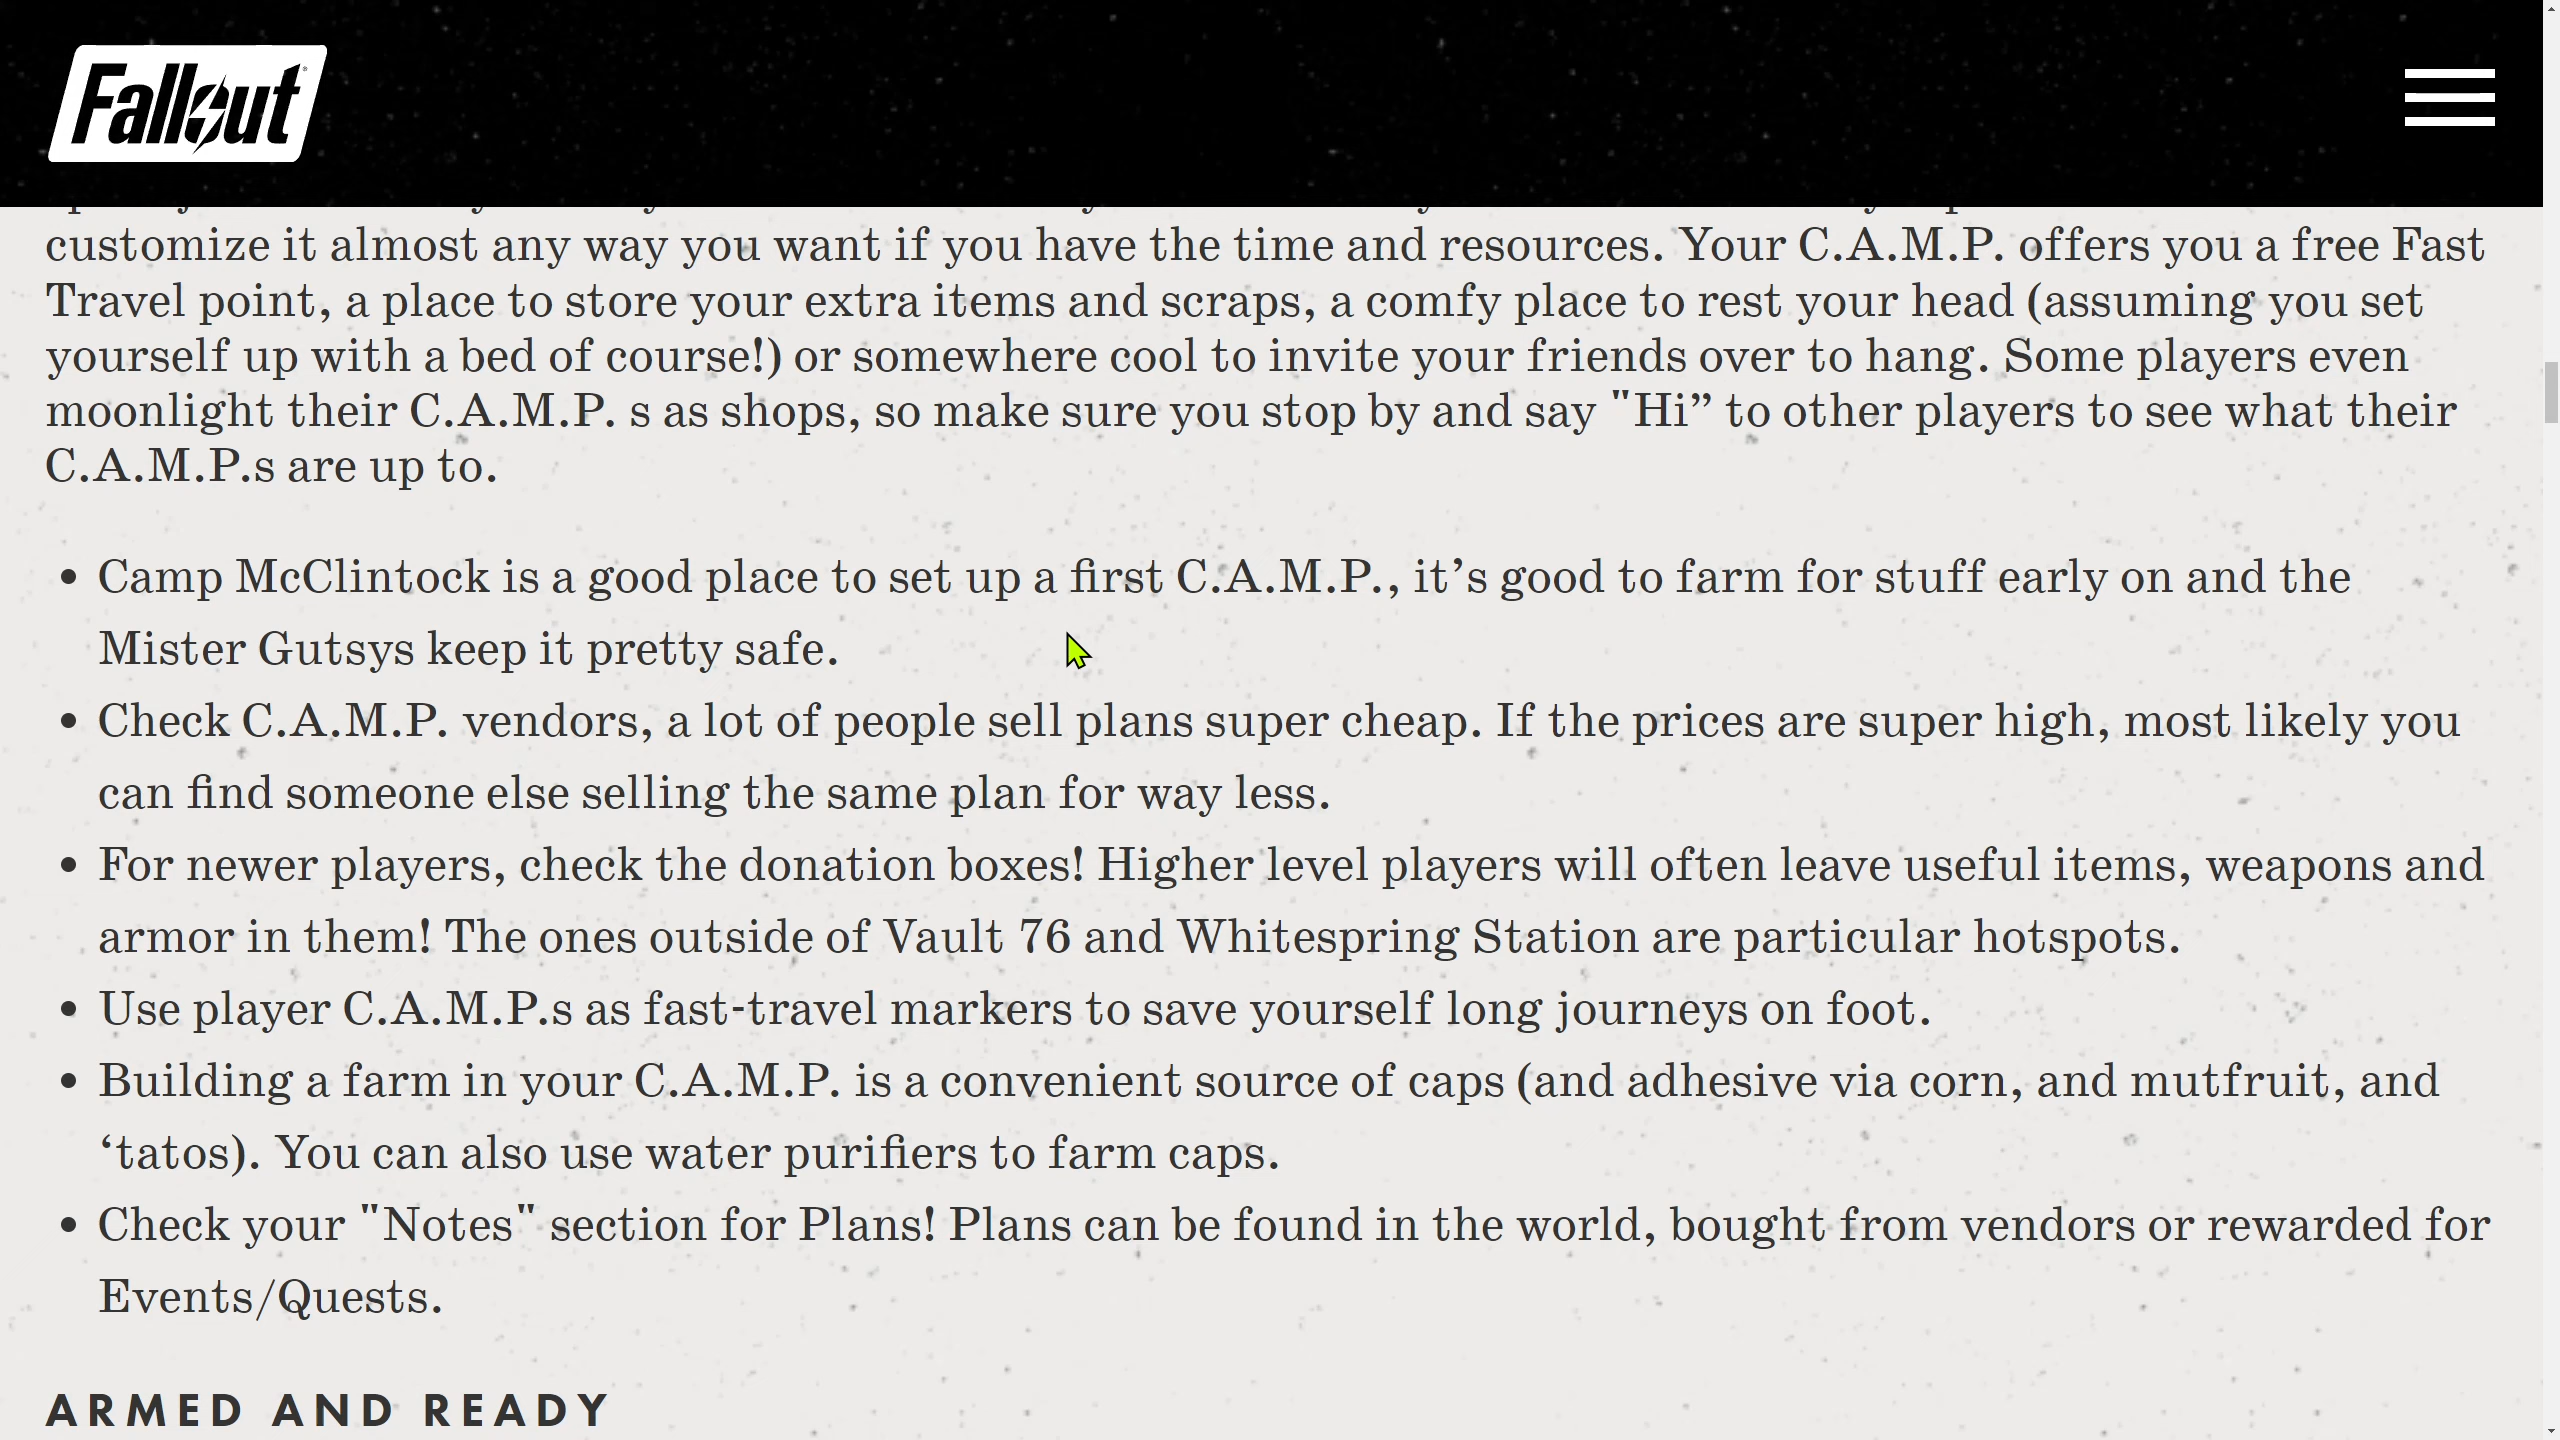 Fallout
customize it almost any way you want if you have the time and resources. Your C.A.M.P. offers you a free Fast
Travel point, a place to store your extra items and scraps, a comfy place to rest your head (assuming you set
yourself up with a bed of course!) or somewhere cool to invite your friends over to hang. Some players even
moonlight their C.A.M.P. s as shops, so make sure you stop by and say "Hi” to other players to see what their
C.A.M.P.s are up to.
• Camp McClintock is a good place to set up a first C.A.M.P., it’s good to farm for stuff early on and the
Mister Gutsys keep it pretty safe.
• Check C.A.M.P. vendors, a lot of people sell plans super cheap. If the prices are super high, most likely you
can find someone else selling the same plan for way less.
• For newer players, check the donation boxes! Higher level players will often leave useful items, weapons and
armor in them! The ones outside of Vault 76 and Whitespring Station are particular hotspots.
• Use player C.A.M.P.s as fast-travel markers to save yourself long journeys on foot.
• Building a farm in your C.A.M.P. is a convenient source of caps (and adhesive via corn, and mutfruit, and
‘tatos). You can also use water purifiers to farm caps.
• Check your "Notes" section for Plans! Plans can be found in the world, bought from vendors or rewarded for
Events/Quests.
ARMED AND READY